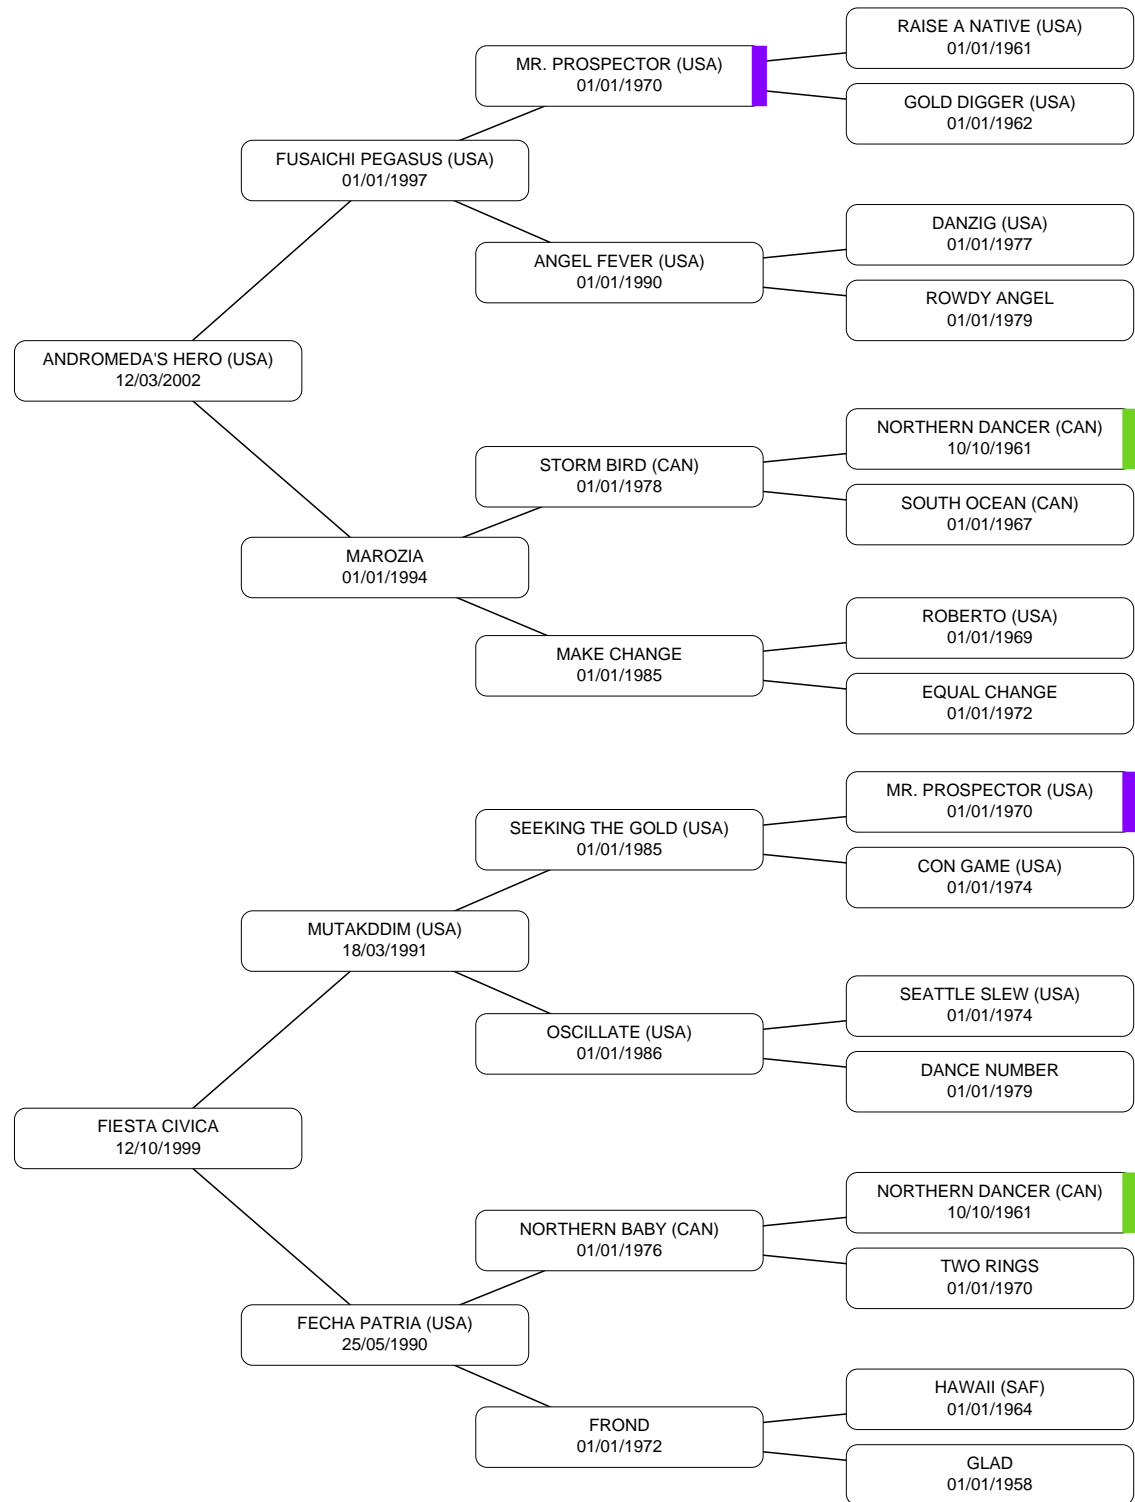 RAISE A NATIVE (USA)
01/01/1961
MR. PROSPECTOR (USA)
01/01/1970
GOLD DIGGER (USA)
01/01/1962
FUSAICHI PEGASUS (USA)
01/01/1997
DANZIG (USA)
01/01/1977
ANGEL FEVER (USA)
01/01/1990
ROWDY ANGEL
01/01/1979
ANDROMEDA'S HERO (USA)
12/03/2002
NORTHERN DANCER (CAN)
10/10/1961
STORM BIRD (CAN)
01/01/1978
SOUTH OCEAN (CAN)
01/01/1967
MAROZIA
01/01/1994
ROBERTO (USA)
01/01/1969
MAKE CHANGE
01/01/1985
EQUAL CHANGE
01/01/1972
MR. PROSPECTOR (USA)
01/01/1970
SEEKING THE GOLD (USA)
01/01/1985
CON GAME (USA)
01/01/1974
MUTAKDDIM (USA)
18/03/1991
SEATTLE SLEW (USA)
01/01/1974
OSCILLATE (USA)
01/01/1986
DANCE NUMBER
01/01/1979
FIESTA CIVICA
12/10/1999
NORTHERN DANCER (CAN)
10/10/1961
NORTHERN BABY (CAN)
01/01/1976
TWO RINGS
01/01/1970
FECHA PATRIA (USA)
25/05/1990
HAWAII (SAF)
01/01/1964
FROND
01/01/1972
GLAD
01/01/1958